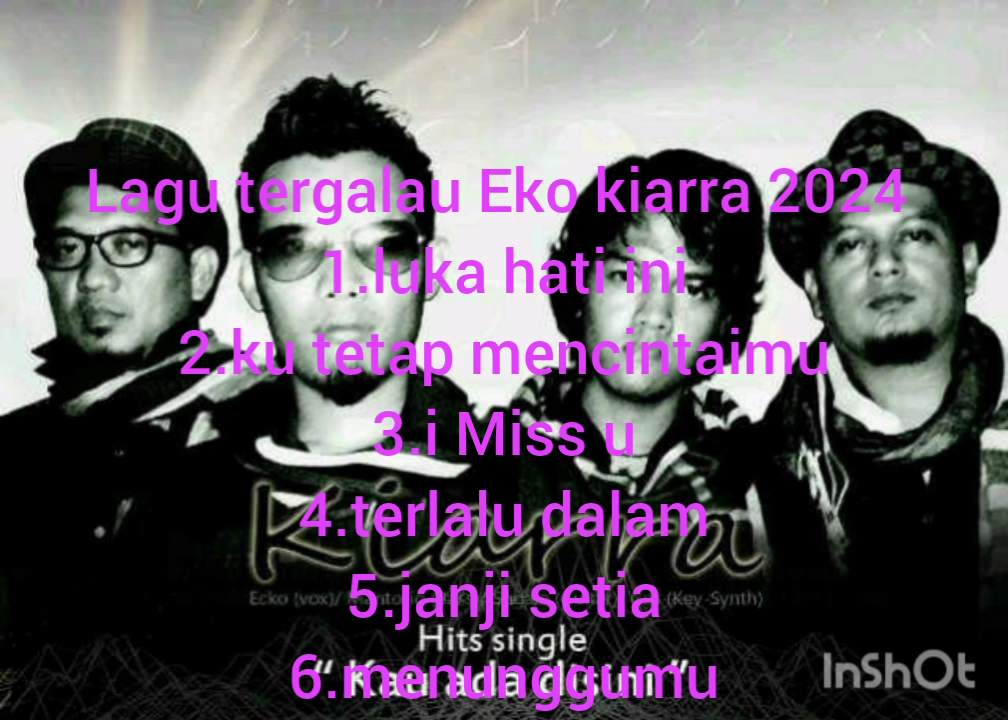 Lagu tergalau Eko kiarra 2024
1.luka hati ini
2.ku tetap mencintaimu
3.i Miss u
4.terlalu dalam
Kiarra
5.janji setia
Ecko (vox)/ (Key-Synth)
Hits single
6.menunggumu
InShOt